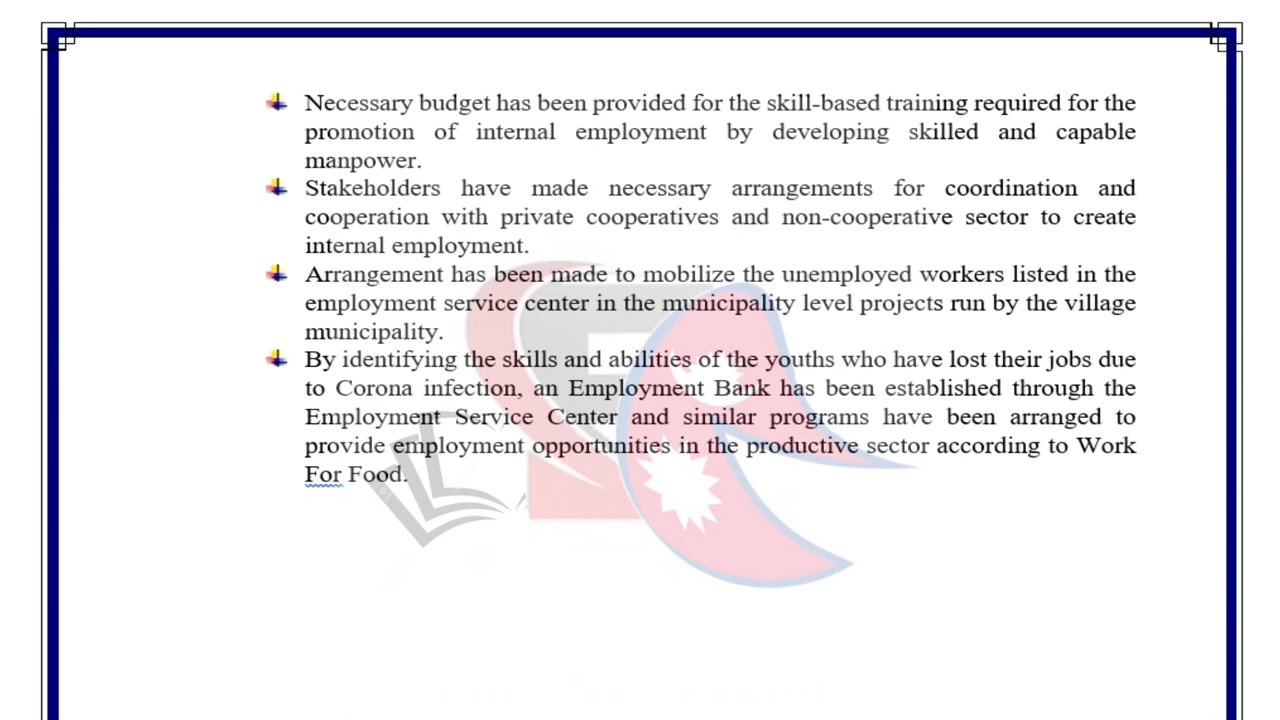 Necessary budget has been provided for the skill-based training required for the
promotion of internal employment by developing skilled and capable
manpower.
Stakeholders have made necessary arrangements for coordination and
cooperation with private cooperatives and non-cooperative sector to create
internal employment.
Arrangement has been made to mobilize the unemployed workers listed in the
employment service center in the municipality level projects run by the village
municipality.
By identifying the skills and abilities of the youths who have lost their jobs due
to Corona infection, an Employment Bank has been established through the
Employment Service Center and similar programs have been arranged to
provide employment opportunities in the productive sector according to Work
For Food.